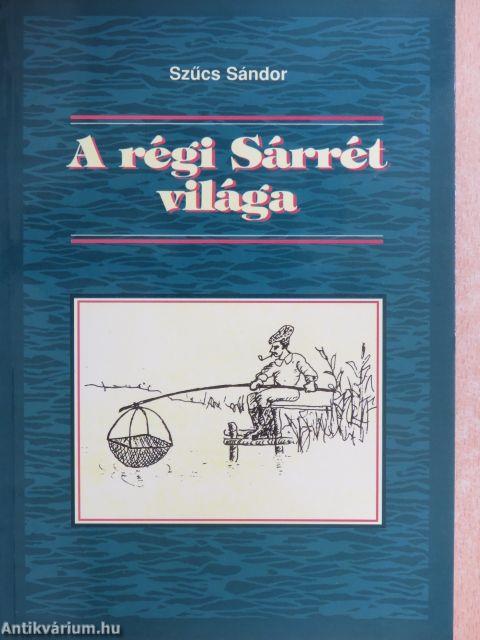 Szűcs Sándor
A régi Sárrét
világa
Antikvárium.hu